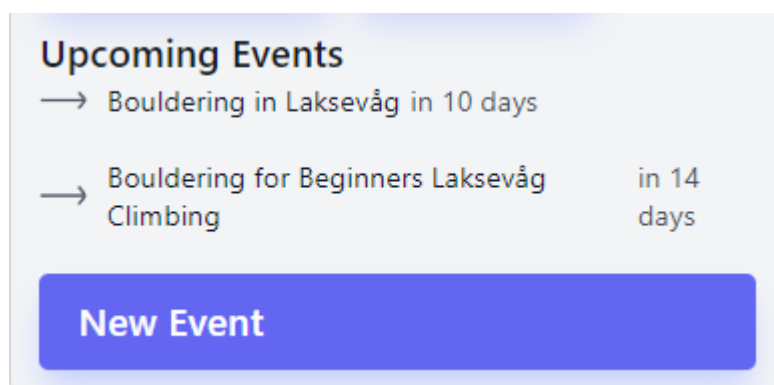 Upcoming Events
Bouldering in Laksevåg in 10 days
Bouldering for Beginners Laksevåg in 14
Climbing days
New Event